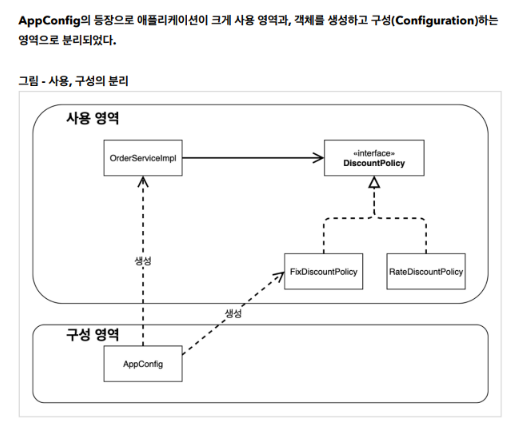 AppConfig의 등장으로 애플리케이션이 크게 사용 영역과, 객체를 생성하고 구성(Configuration)하는
영역으로 분리되었다.
그림 - 사용, 구성의 분리
사용 영역
OrderServiceImpl
«interface»
DiscountPolicy
생성
FixDiscountPolicy
RateDiscountPolicy
생성
구성 영역
AppConfig